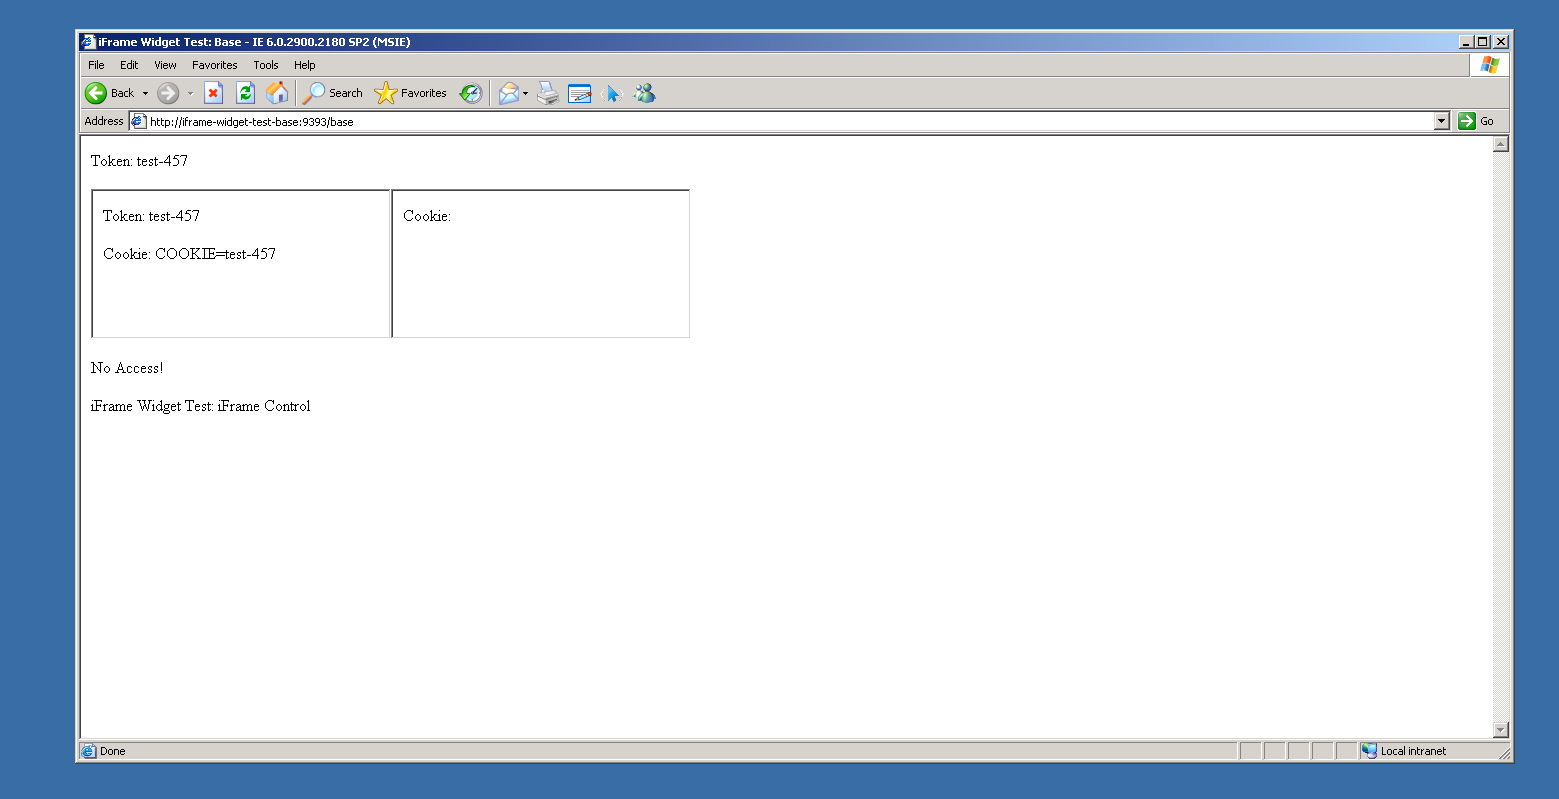 iFrame Widget Test: Base - IE 6.0.2900.2180 SP2 (MSIE)
File Edit View Favorites Tools Help
Back Search Favorites
Address http://iframe-widget-test-base:9393/base Go
Token: test-457
Token: test-457
Cookie: COOKIE=test-457
Cookie:
No Access!
iFrame Widget Test: iFrame Control
Done Local intranet